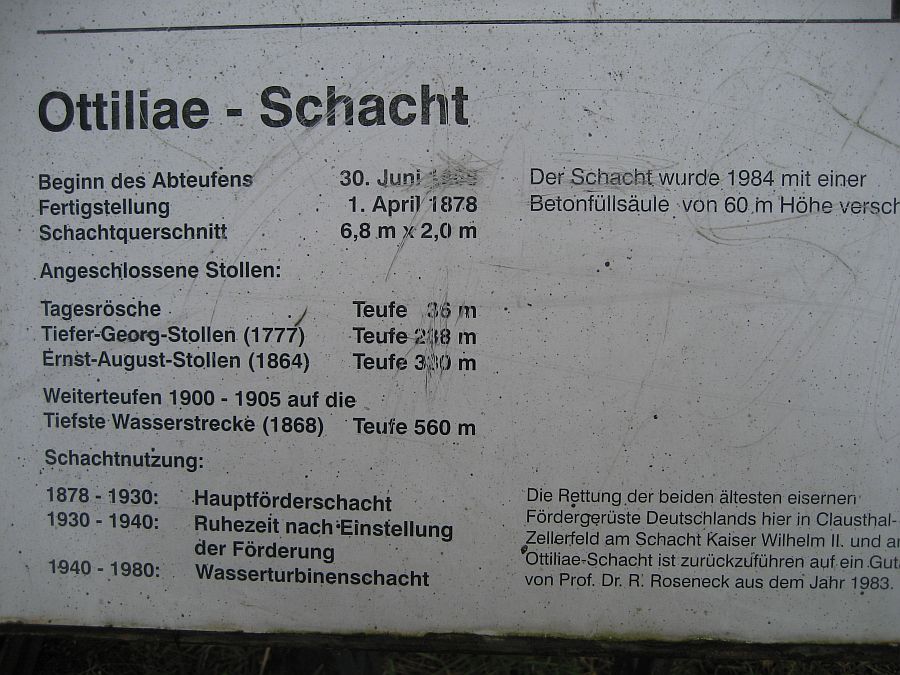 Ottiliae - Schacht
Beginn des Abteufens 30. Juni
Fertigstellung 1. April 1878
Schachtquerschnitt 6,8 m x 2,0 m
Angeschlossene Stollen:
Tagesrösche Teufe 36 m
Tiefer-Georg-Stollen (1777) Teufe m
Ernst-August-Stollen (1864) Teufe m
Weiterteufen 1900 - 1905 auf die
Tiefste Wasserstrecke (1868) Teufe 560 m
Schachtnutzung:
1878 - 1930: Hauptförderschacht
1930 - 1940: Ruhezeit nach Einstellung
der Förderung
1940 - 1980: Wasserturbinenschacht
Der Schacht wurde 1984 mit einer
Betonfüllsäule von 60 m Höhe versch
Die Rettung der beiden ältesten eisernen
Fördergerüste Deutschlands hier in Clausthal-
Zellerfeld am Schacht Kaiser Wilhelm II. und a
Ottiliae-Schacht ist zurückzuführen auf ein Gut
von Prof. Dr. R. Roseneck aus dem Jahr 1983.